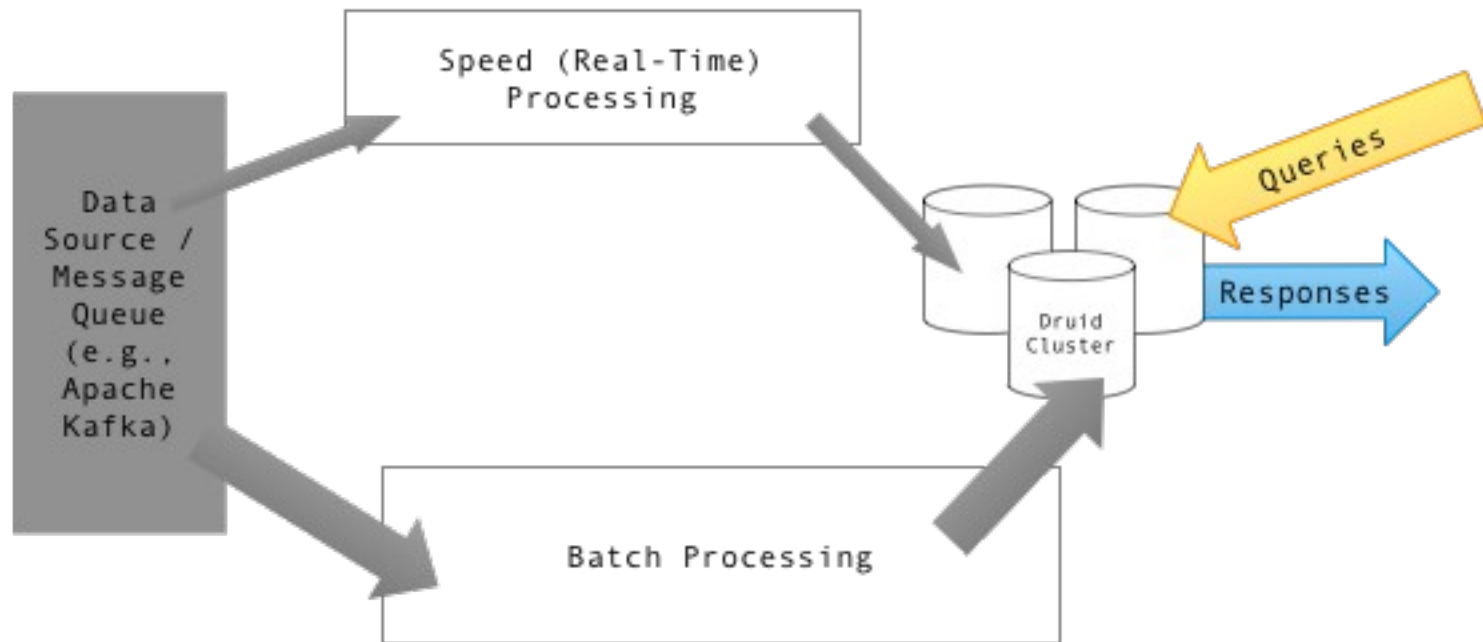 Speed (Real-Time)
Processing
Data
Source /
Message
Queue
(e.g.,
Apache
Kafka)
Queries
Responses
Druid
Cluster
Batch Processing